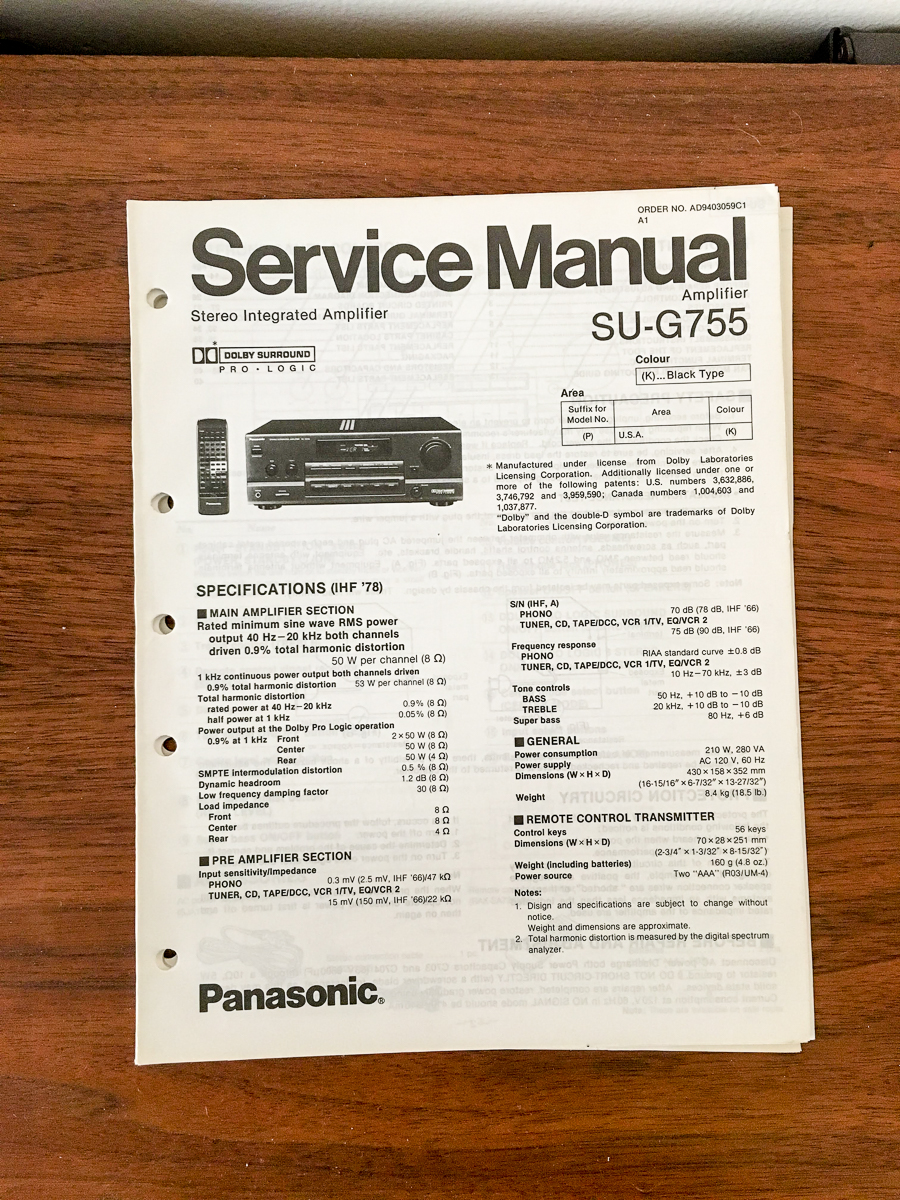 ORDER NO. AD9403059C1
A1
Service Manual
Amplifier
Stereo Integrated Amplifier
SU-G755
DOLBY SURROUND
PRO • LOGIC
*
Colour
(K)...Black Type
Area
Suffix for Model No. Area Colour
(P) U.S.A. (K)
* Manufactured under license from Dolby Laboratories
Licensing Corporation. Additionally licensed under one or
more of the following patents: U.S. numbers 3,632,886,
3,746,792 and 3,959,590; Canada numbers 1,004,603 and
1,037,877.
“Dolby” and the double-D symbol are trademarks of Dolby
Laboratories Licensing Corporation.
SPECIFICATIONS (IHF ’78)
■ MAIN AMPLIFIER SECTION
Rated minimum sine wave RMS power
output 40 Hz–20 kHz both channels
driven 0.9% total harmonic distortion
50 W per channel (8 Ω)
1 kHz continuous power output both channels driven
0.9% total harmonic distortion 53 W per channel (8 Ω)
Total harmonic distortion
rated power at 40 Hz–20 kHz 0.9% (8 Ω)
half power at 1 kHz 0.05% (8 Ω)
Power output at the Dolby Pro Logic operation
0.9% at 1 kHz Front 2×50 W (8 Ω)
Center 50 W (8 Ω)
Rear 50 W (4 Ω)
SMPTE intermodulation distortion 0.5 % (8 Ω)
Dynamic headroom 1.2 dB (8 Ω)
Low frequency damping factor 30 (8 Ω)
Load impedance
Front 8 Ω
Center 8 Ω
Rear 4 Ω
■ PRE AMPLIFIER SECTION
Input sensitivity/Impedance
PHONO 0.3 mV (2.5 mV, IHF ’66)/47 kΩ
TUNER, CD, TAPE/DCC, VCR 1/TV, EQ/VCR 2
15 mV (150 mV, IHF ’66)/22 kΩ
S/N (IHF, A)
PHONO 70 dB (78 dB, IHF ’66)
TUNER, CD, TAPE/DCC, VCR 1/TV, EQ/VCR 2
75 dB (90 dB, IHF ’66)
Frequency response
PHONO RIAA standard curve ±0.8 dB
TUNER, CD, TAPE/DCC, VCR 1/TV, EQ/VCR 2
10 Hz–70 kHz, ±3 dB
Tone controls
BASS 50 Hz, +10 dB to −10 dB
TREBLE 20 kHz, +10 dB to −10 dB
Super bass 80 Hz, +6 dB
■ GENERAL
Power consumption 210 W, 280 VA
Power supply AC 120 V, 60 Hz
Dimensions (W×H×D) 430×158×352 mm
(16-15/16″×6-7/32″×13-27/32″)
Weight 8.4 kg (18.5 lb.)
■ REMOTE CONTROL TRANSMITTER
Control keys 56 keys
Dimensions (W×H×D) 70×28×251 mm
(2-3/4″×1-3/32″×8-15/32″)
Weight (including batteries) 160 g (4.8 oz.)
Power source Two “AAA” (R03/UM-4)
Notes:
1. Disign and specifications are subject to change without
notice.
Weight and dimensions are approximate.
2. Total harmonic distortion is measured by the digital spectrum
analyzer.
Panasonic®